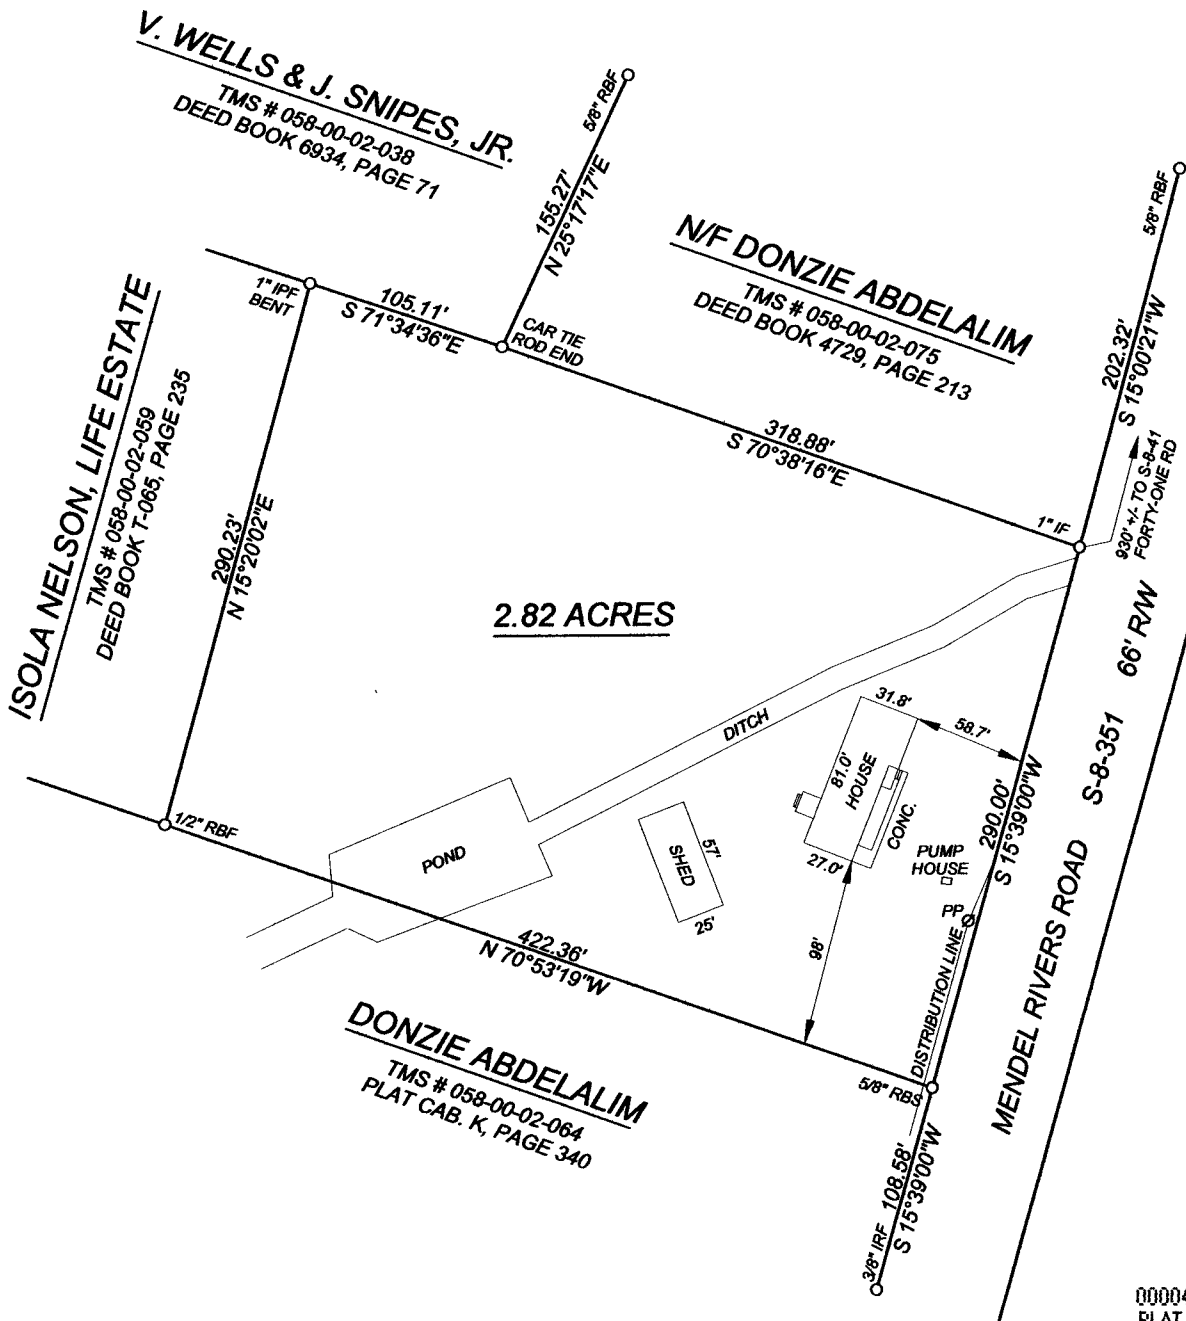 V. WELLS & J. SNIPES, JR.
TMS # 058-00-02-038
DEED BOOK 6934, PAGE 71
5/8" RBF
155.27'
N 25°17'17"E
N/F DONZIE ABDELALIM
TMS # 058-00-02-075
DEED BOOK 4729, PAGE 213
5/8" RBF
202.32'
S 15°00'21"W
1" IPF
BENT
105.11'
S 71°34'36"E
CAR TIE
ROD END
318.88'
S 70°38'16"E
1" IF
930' +/- TO S-8-41
FORTY-ONE RD
ISOLA NELSON, LIFE ESTATE
TMS # 058-00-02-059
DEED BOOK T-065, PAGE 235
290.23'
N 15°20'02"E
2.82 ACRES
DITCH
31.8'
58.7'
81.0'
HOUSE
CONC.
27.0'
98'
PUMP
HOUSE
PP
DISTRIBUTION LINE
290.00'
S 15°39'00"W
MENDEL RIVERS ROAD S-8-351 66' R/W
1/2" RBF
POND
SHED
57'
25'
422.36'
N 70°53'19"W
5/8" RBS
DONZIE ABDELALIM
TMS # 058-00-02-064
PLAT CAB. K, PAGE 340
108.58'
S 15°39'00"W
3/8" IRF